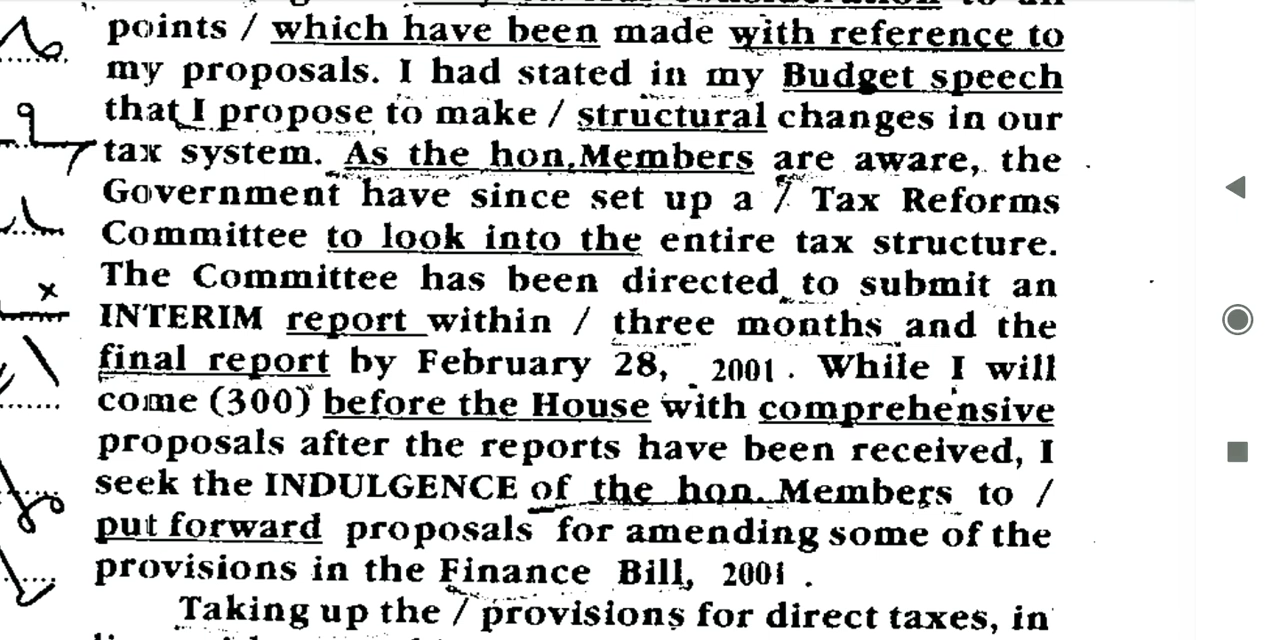 points / which have been made with reference to
my proposals. I had stated in my Budget speech
that I propose to make / structural changes in our
tax system. As the hon. Members are aware, the
Government have since set up a / Tax Reforms
Committee to look into the entire tax structure.
The Committee has been directed to submit an
INTERIM report within / three months and the
final report by February 28, 2001. While I will
come (300) before the House with comprehensive
proposals after the reports have been received, I
seek the INDULGENCE of the hon. Members to /
put forward proposals for amending some of the
provisions in the Finance Bill, 2001.
Taking up the / provisions for direct taxes, in